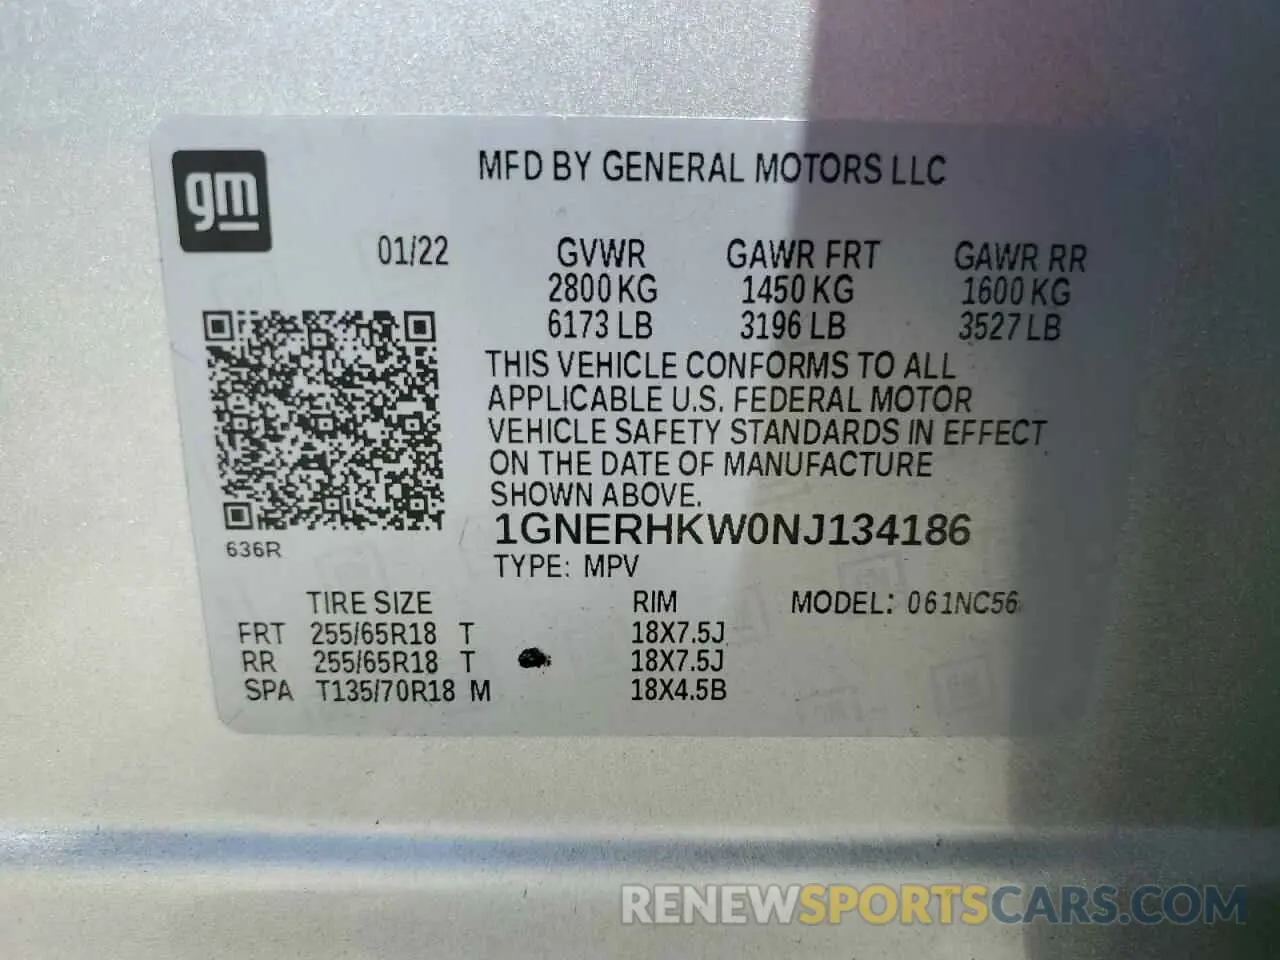 MFD BY GENERAL MOTORS LLC
gm
01/22
GVWR GAWR FRT GAWR RR
2800 KG 1450 KG 1600 KG
6173 LB 3196 LB 3527 LB
THIS VEHICLE CONFORMS TO ALL
APPLICABLE U.S. FEDERAL MOTOR
VEHICLE SAFETY STANDARDS IN EFFECT
ON THE DATE OF MANUFACTURE
SHOWN ABOVE.
1GNERHKW0NJ134186
636R
TYPE: MPV
TIRE SIZE RIM MODEL: 061NC56
FRT 255/65R18 T 18X7.5J
RR 255/65R18 T 18X7.5J
SPA T135/70R18 M 18X4.5B
RENEWSPORTSCARS.COM